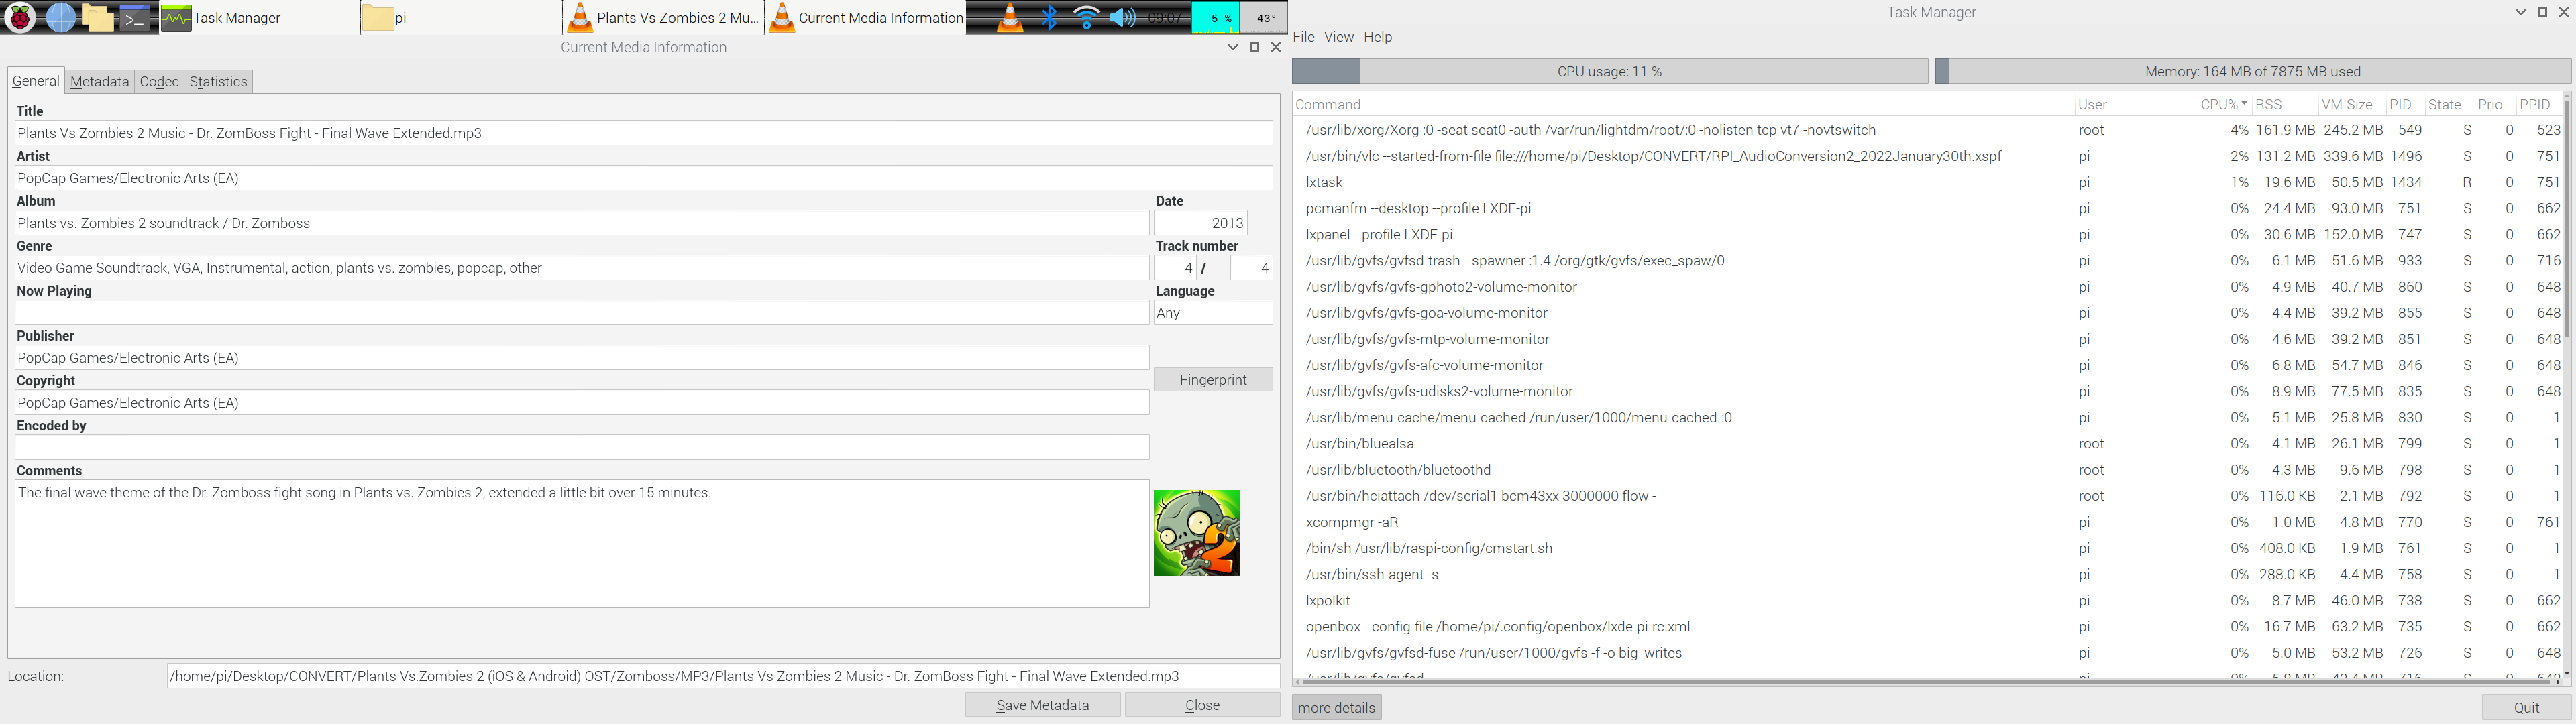 Task Manager
pi
Plants Vs Zombies 2 Mu...
Current Media Information
09:07
5 %
43°
Current Media Information
General Metadata Codec Statistics
Title
Plants Vs Zombies 2 Music - Dr. ZomBoss Fight - Final Wave Extended.mp3
Artist
PopCap Games/Electronic Arts (EA)
Album Date
Plants vs. Zombies 2 soundtrack / Dr. Zomboss 2013
Genre Track number
Video Game Soundtrack, VGA, Instrumental, action, plants vs. zombies, popcap, other 4 / 4
Now Playing Language
Any
Publisher
PopCap Games/Electronic Arts (EA)
Copyright Fingerprint
PopCap Games/Electronic Arts (EA)
Encoded by
Comments
The final wave theme of the Dr. Zomboss fight song in Plants vs. Zombies 2, extended a little bit over 15 minutes.
2
Location: /home/pi/Desktop/CONVERT/Plants Vs.Zombies 2 (iOS & Android) OST/Zomboss/MP3/Plants Vs Zombies 2 Music - Dr. ZomBoss Fight - Final Wave Extended.mp3
Save Metadata Close
Task Manager
File View Help
CPU usage: 11 % Memory: 164 MB of 7875 MB used
Command User CPU% RSS VM-Size PID State Prio PPID
/usr/lib/xorg/Xorg :0 -seat seat0 -auth /var/run/lightdm/root/:0 -nolisten tcp vt7 -novtswitch root 4% 161.9 MB 245.2 MB 549 S 0 523
/usr/bin/vlc --started-from-file file:///home/pi/Desktop/CONVERT/RPI_AudioConversion2_2022January30th.xspf pi 2% 131.2 MB 339.6 MB 1496 S 0 751
lxtask pi 1% 19.6 MB 50.5 MB 1434 R 0 751
pcmanfm --desktop --profile LXDE-pi pi 0% 24.4 MB 93.0 MB 751 S 0 662
lxpanel --profile LXDE-pi pi 0% 30.6 MB 152.0 MB 747 S 0 662
/usr/lib/gvfs/gvfsd-trash --spawner :1.4 /org/gtk/gvfs/exec_spaw/0 pi 0% 6.1 MB 51.6 MB 933 S 0 716
/usr/lib/gvfs/gvfs-gphoto2-volume-monitor pi 0% 4.9 MB 40.7 MB 860 S 0 648
/usr/lib/gvfs/gvfs-goa-volume-monitor pi 0% 4.4 MB 39.2 MB 855 S 0 648
/usr/lib/gvfs/gvfs-mtp-volume-monitor pi 0% 4.6 MB 39.2 MB 851 S 0 648
/usr/lib/gvfs/gvfs-afc-volume-monitor pi 0% 6.8 MB 54.7 MB 846 S 0 648
/usr/lib/gvfs/gvfs-udisks2-volume-monitor pi 0% 8.9 MB 77.5 MB 835 S 0 648
/usr/lib/menu-cache/menu-cached /run/user/1000/menu-cached-:0 pi 0% 5.1 MB 25.8 MB 830 S 0 1
/usr/bin/bluealsa root 0% 4.1 MB 26.1 MB 799 S 0 1
/usr/lib/bluetooth/bluetoothd root 0% 4.3 MB 9.6 MB 798 S 0 1
/usr/bin/hciattach /dev/serial1 bcm43xx 3000000 flow - root 0% 116.0 KB 2.1 MB 792 S 0 1
xcompmgr -aR pi 0% 1.0 MB 4.8 MB 770 S 0 761
/bin/sh /usr/lib/raspi-config/cmstart.sh pi 0% 408.0 KB 1.9 MB 761 S 0 1
/usr/bin/ssh-agent -s pi 0% 288.0 KB 4.4 MB 758 S 0 1
lxpolkit pi 0% 8.7 MB 46.0 MB 738 S 0 662
openbox --config-file /home/pi/.config/openbox/lxde-pi-rc.xml pi 0% 16.7 MB 63.2 MB 735 S 0 662
/usr/lib/gvfs/gvfsd-fuse /run/user/1000/gvfs -f -o big_writes pi 0% 5.0 MB 53.2 MB 726 S 0 648
/usr/lib/gvfs/gvfsd pi 0% 5.8 MB 42.4 MB 716 S 0 648
more details Quit